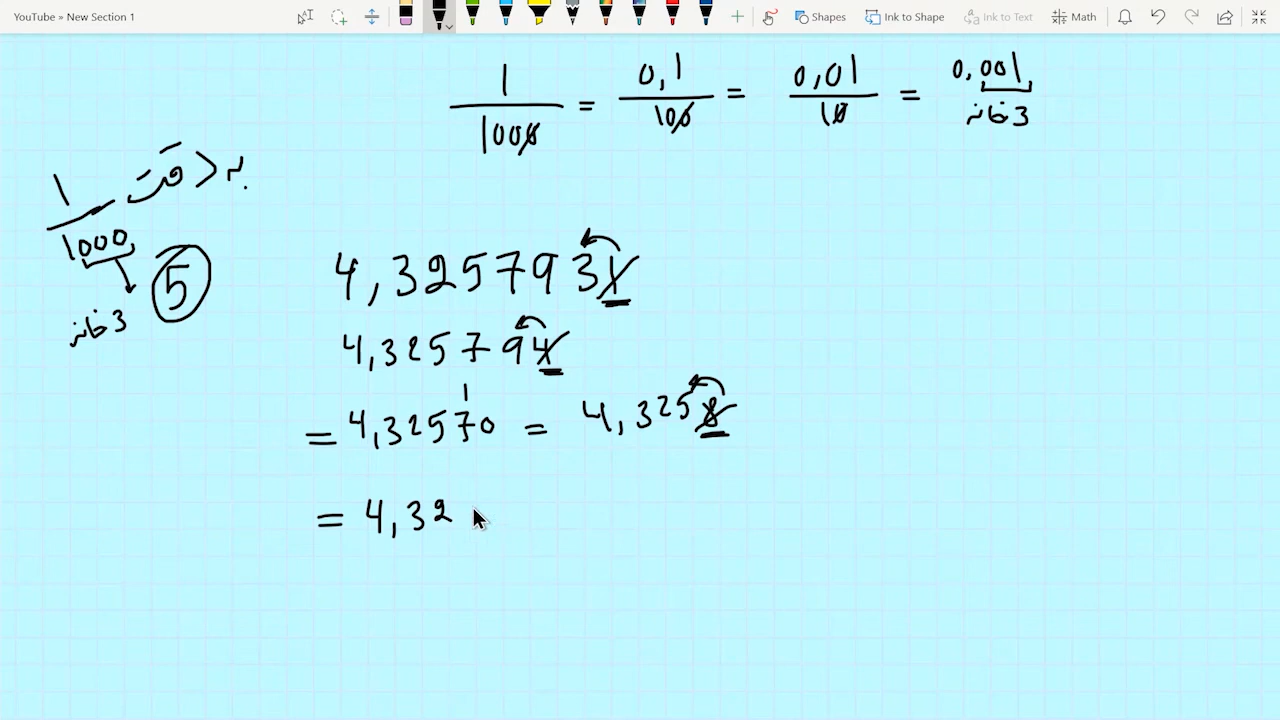 YouTube » New Section 1
Shapes Ink to Shape Ink to Text Math
1/1000 = 0,1/100 = 0,01/10 = 0,001
3 خانه
به دقت 1/1000
3 خانه
5
4,3257931
4,325794
1
= 4,32570 = 4,3258
= 4,32